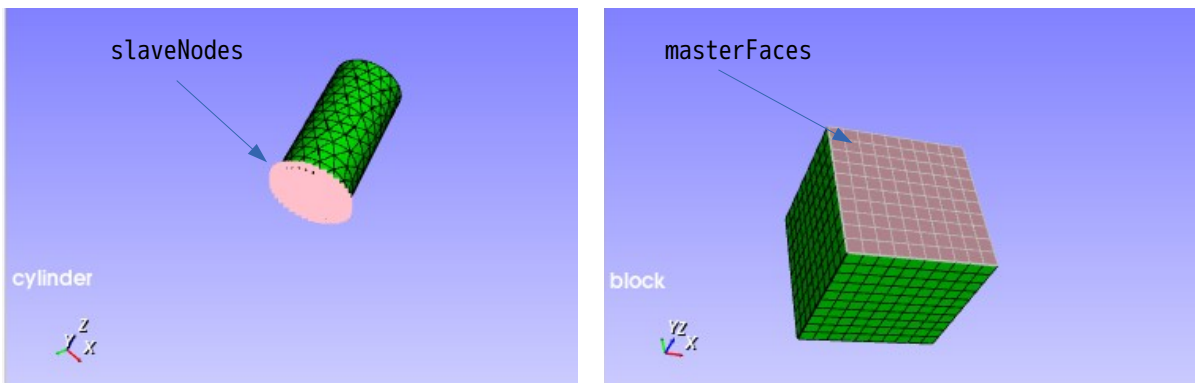 slaveNodes
cylinder
Z
Y
X
masterFaces
block
YZ
X